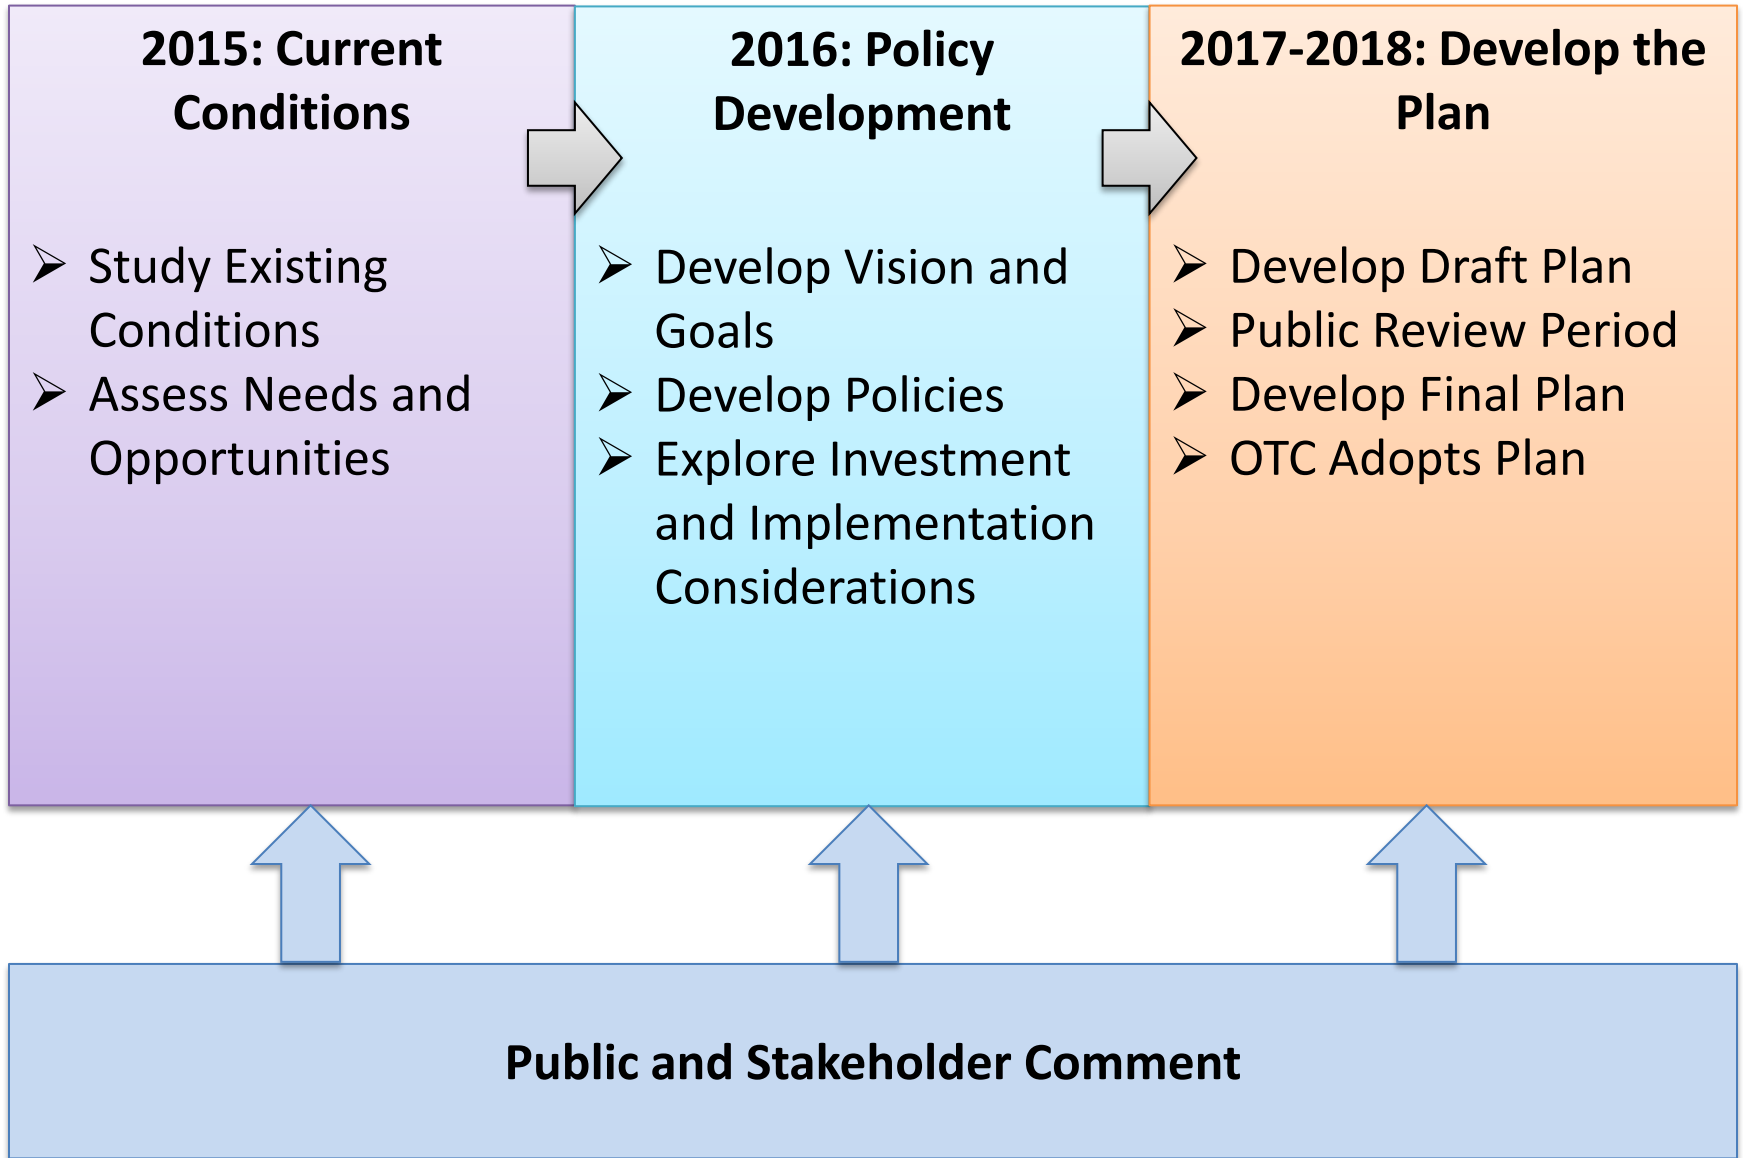 2015: Current
Conditions
➢ Study Existing
Conditions
➢ Assess Needs and
Opportunities
2016: Policy
Development
➢ Develop Vision and
Goals
➢ Develop Policies
➢ Explore Investment
and Implementation
Considerations
2017-2018: Develop the
Plan
➢ Develop Draft Plan
➢ Public Review Period
➢ Develop Final Plan
➢ OTC Adopts Plan
Public and Stakeholder Comment